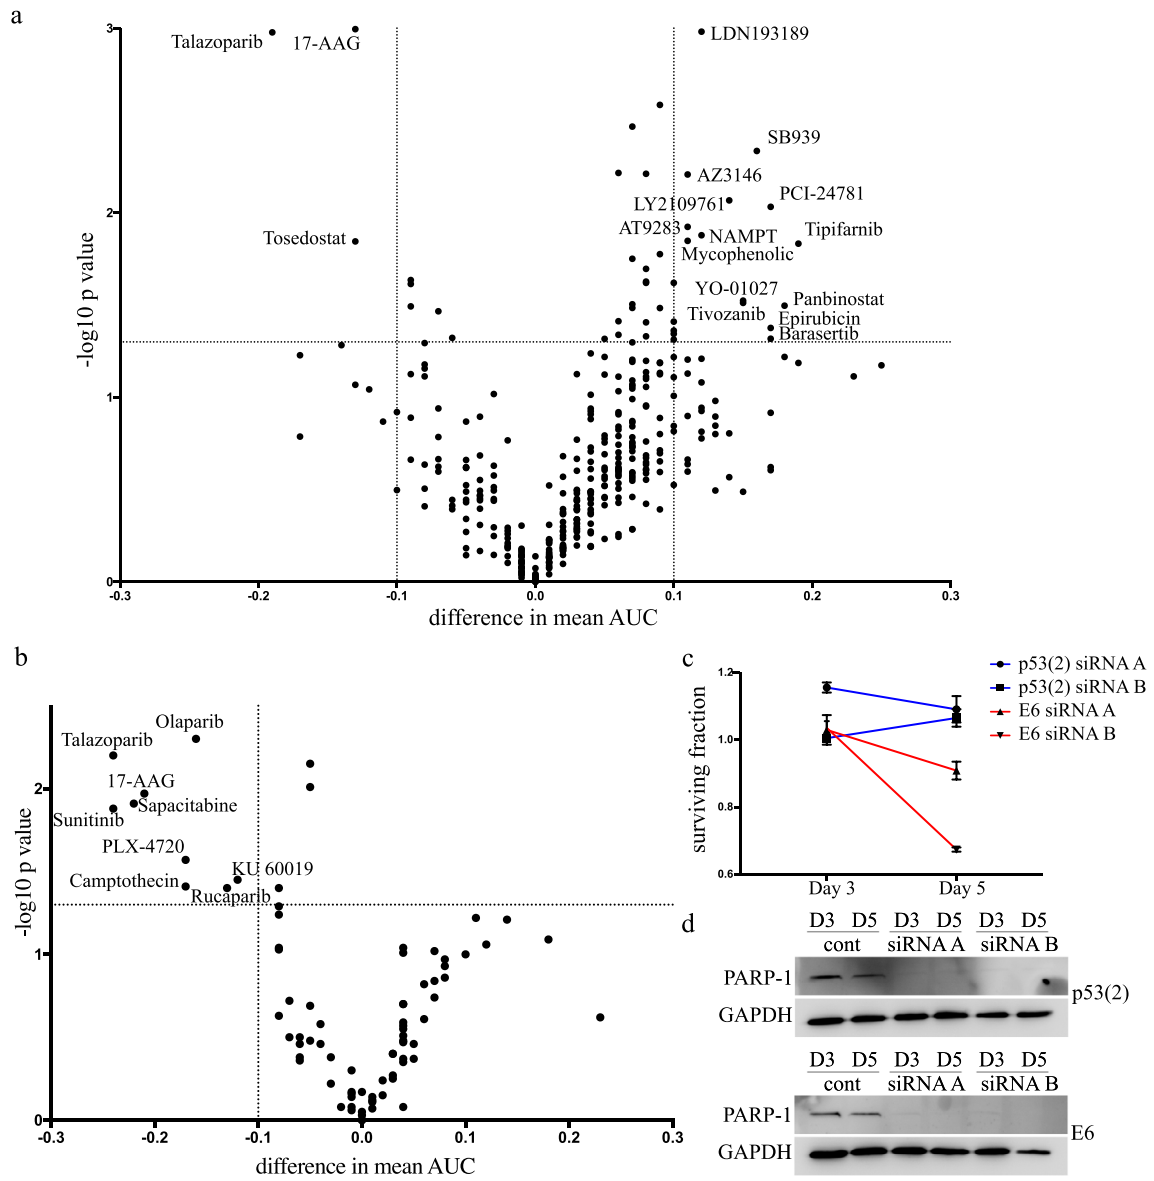 a
3
Talazoparib
17-AAG
LDN193189
SB939
AZ3146
PCI-24781
LY2109761
2
AT9283
NAMPT
Tipifarnib
Tosedostat
Mycophenolic
YO-01027
Panbinostat
Tivozanib
Epirubicin
Barasertib
-log10 p value
1
0
-0.3
-0.2
-0.1
0.0
0.1
0.2
0.3
difference in mean AUC
b
Olaparib
Talazoparib
17-AAG
2
Sapacitabine
Sunitinib
PLX-4720
KU 60019
Camptothecin
Rucaparib
-log10 p value
1
0
-0.3
-0.2
-0.1
0.0
0.1
0.2
0.3
difference in mean AUC
c
1.2
1.0
0.8
0.6
surviving fraction
Day 3
Day 5
p53(2) siRNA A
p53(2) siRNA B
E6 siRNA A
E6 siRNA B
d
D3 D5 D3 D5 D3 D5
cont siRNA A siRNA B
PARP-1
GAPDH
p53(2)
D3 D5 D3 D5 D3 D5
cont siRNA A siRNA B
PARP-1
GAPDH
E6